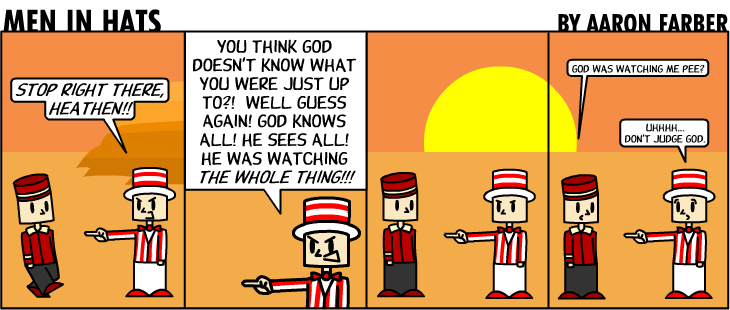 MEN IN HATS
BY AARON FARBER
STOP RIGHT THERE,
HEATHEN!!!
YOU THINK GOD
DOESN'T KNOW WHAT
YOU WERE JUST UP
TO?! WELL GUESS
AGAIN! GOD KNOWS
ALL! HE SEES ALL!
HE WAS WATCHING
THE WHOLE THING!!!
GOD WAS WATCHING ME PEE?
UHHHH...
DON'T JUDGE GOD.